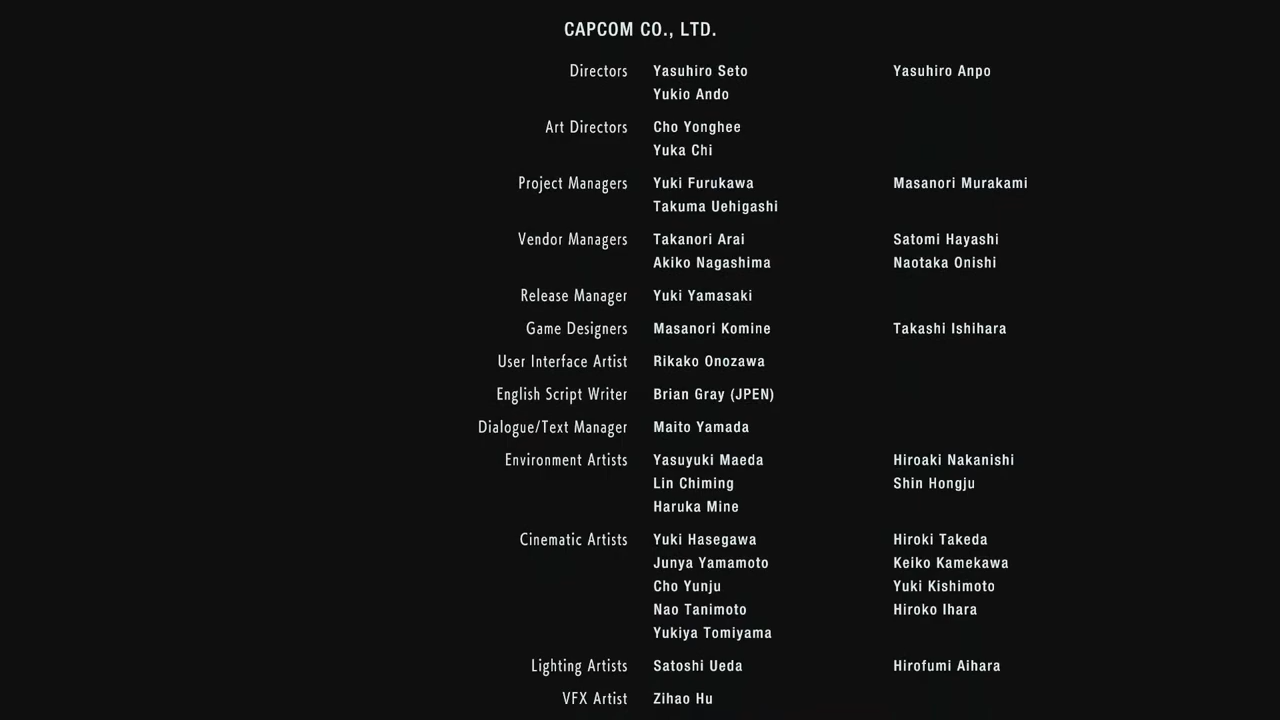 CAPCOM CO., LTD.
Directors Yasuhiro Seto Yasuhiro Anpo
Yukio Ando
Art Directors Cho Yonghee
Yuka Chi
Project Managers Yuki Furukawa Masanori Murakami
Takuma Uehigashi
Vendor Managers Takanori Arai Satomi Hayashi
Akiko Nagashima Naotaka Onishi
Release Manager Yuki Yamasaki
Game Designers Masanori Komine Takashi Ishihara
User Interface Artist Rikako Onozawa
English Script Writer Brian Gray (JPEN)
Dialogue/Text Manager Maito Yamada
Environment Artists Yasuyuki Maeda Hiroaki Nakanishi
Lin Chiming Shin Hongju
Haruka Mine
Cinematic Artists Yuki Hasegawa Hiroki Takeda
Junya Yamamoto Keiko Kamekawa
Cho Yunju Yuki Kishimoto
Nao Tanimoto Hiroko Ihara
Yukiya Tomiyama
Lighting Artists Satoshi Ueda Hirofumi Aihara
VFX Artist Zihao Hu